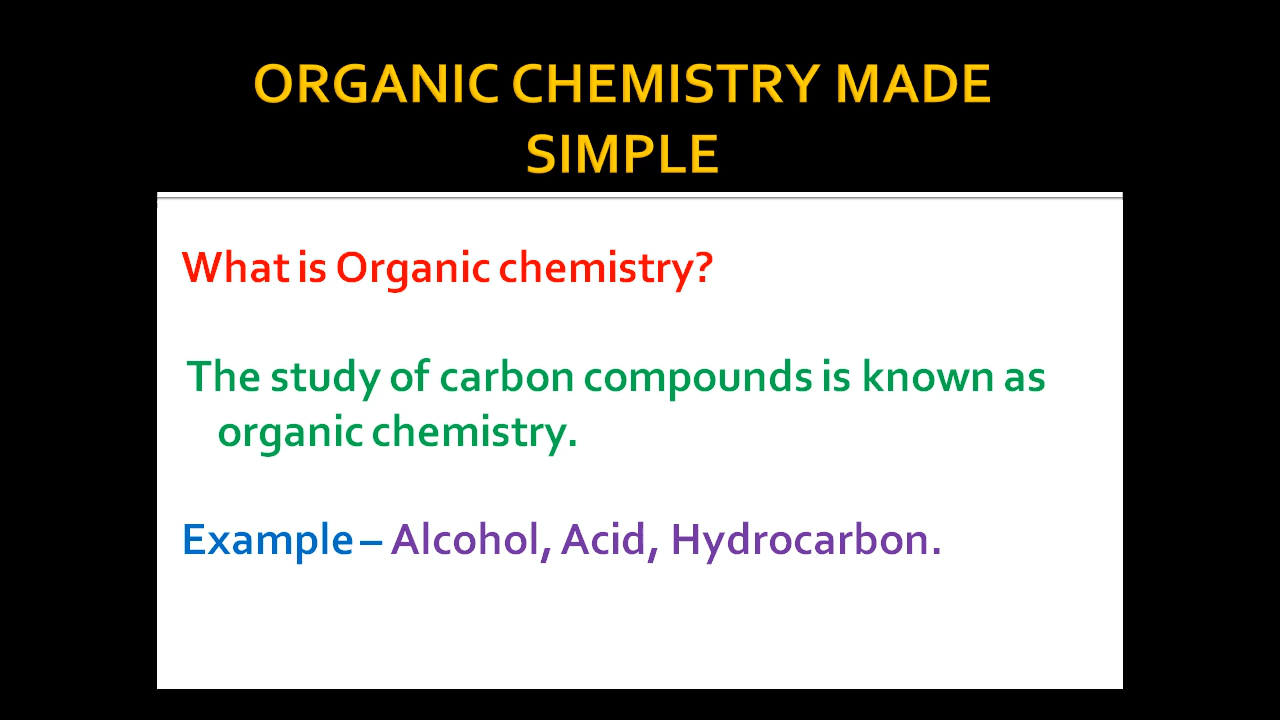 ORGANIC CHEMISTRY MADE
SIMPLE
What is Organic chemistry?
The study of carbon compounds is known as
organic chemistry.
Example – Alcohol, Acid, Hydrocarbon.